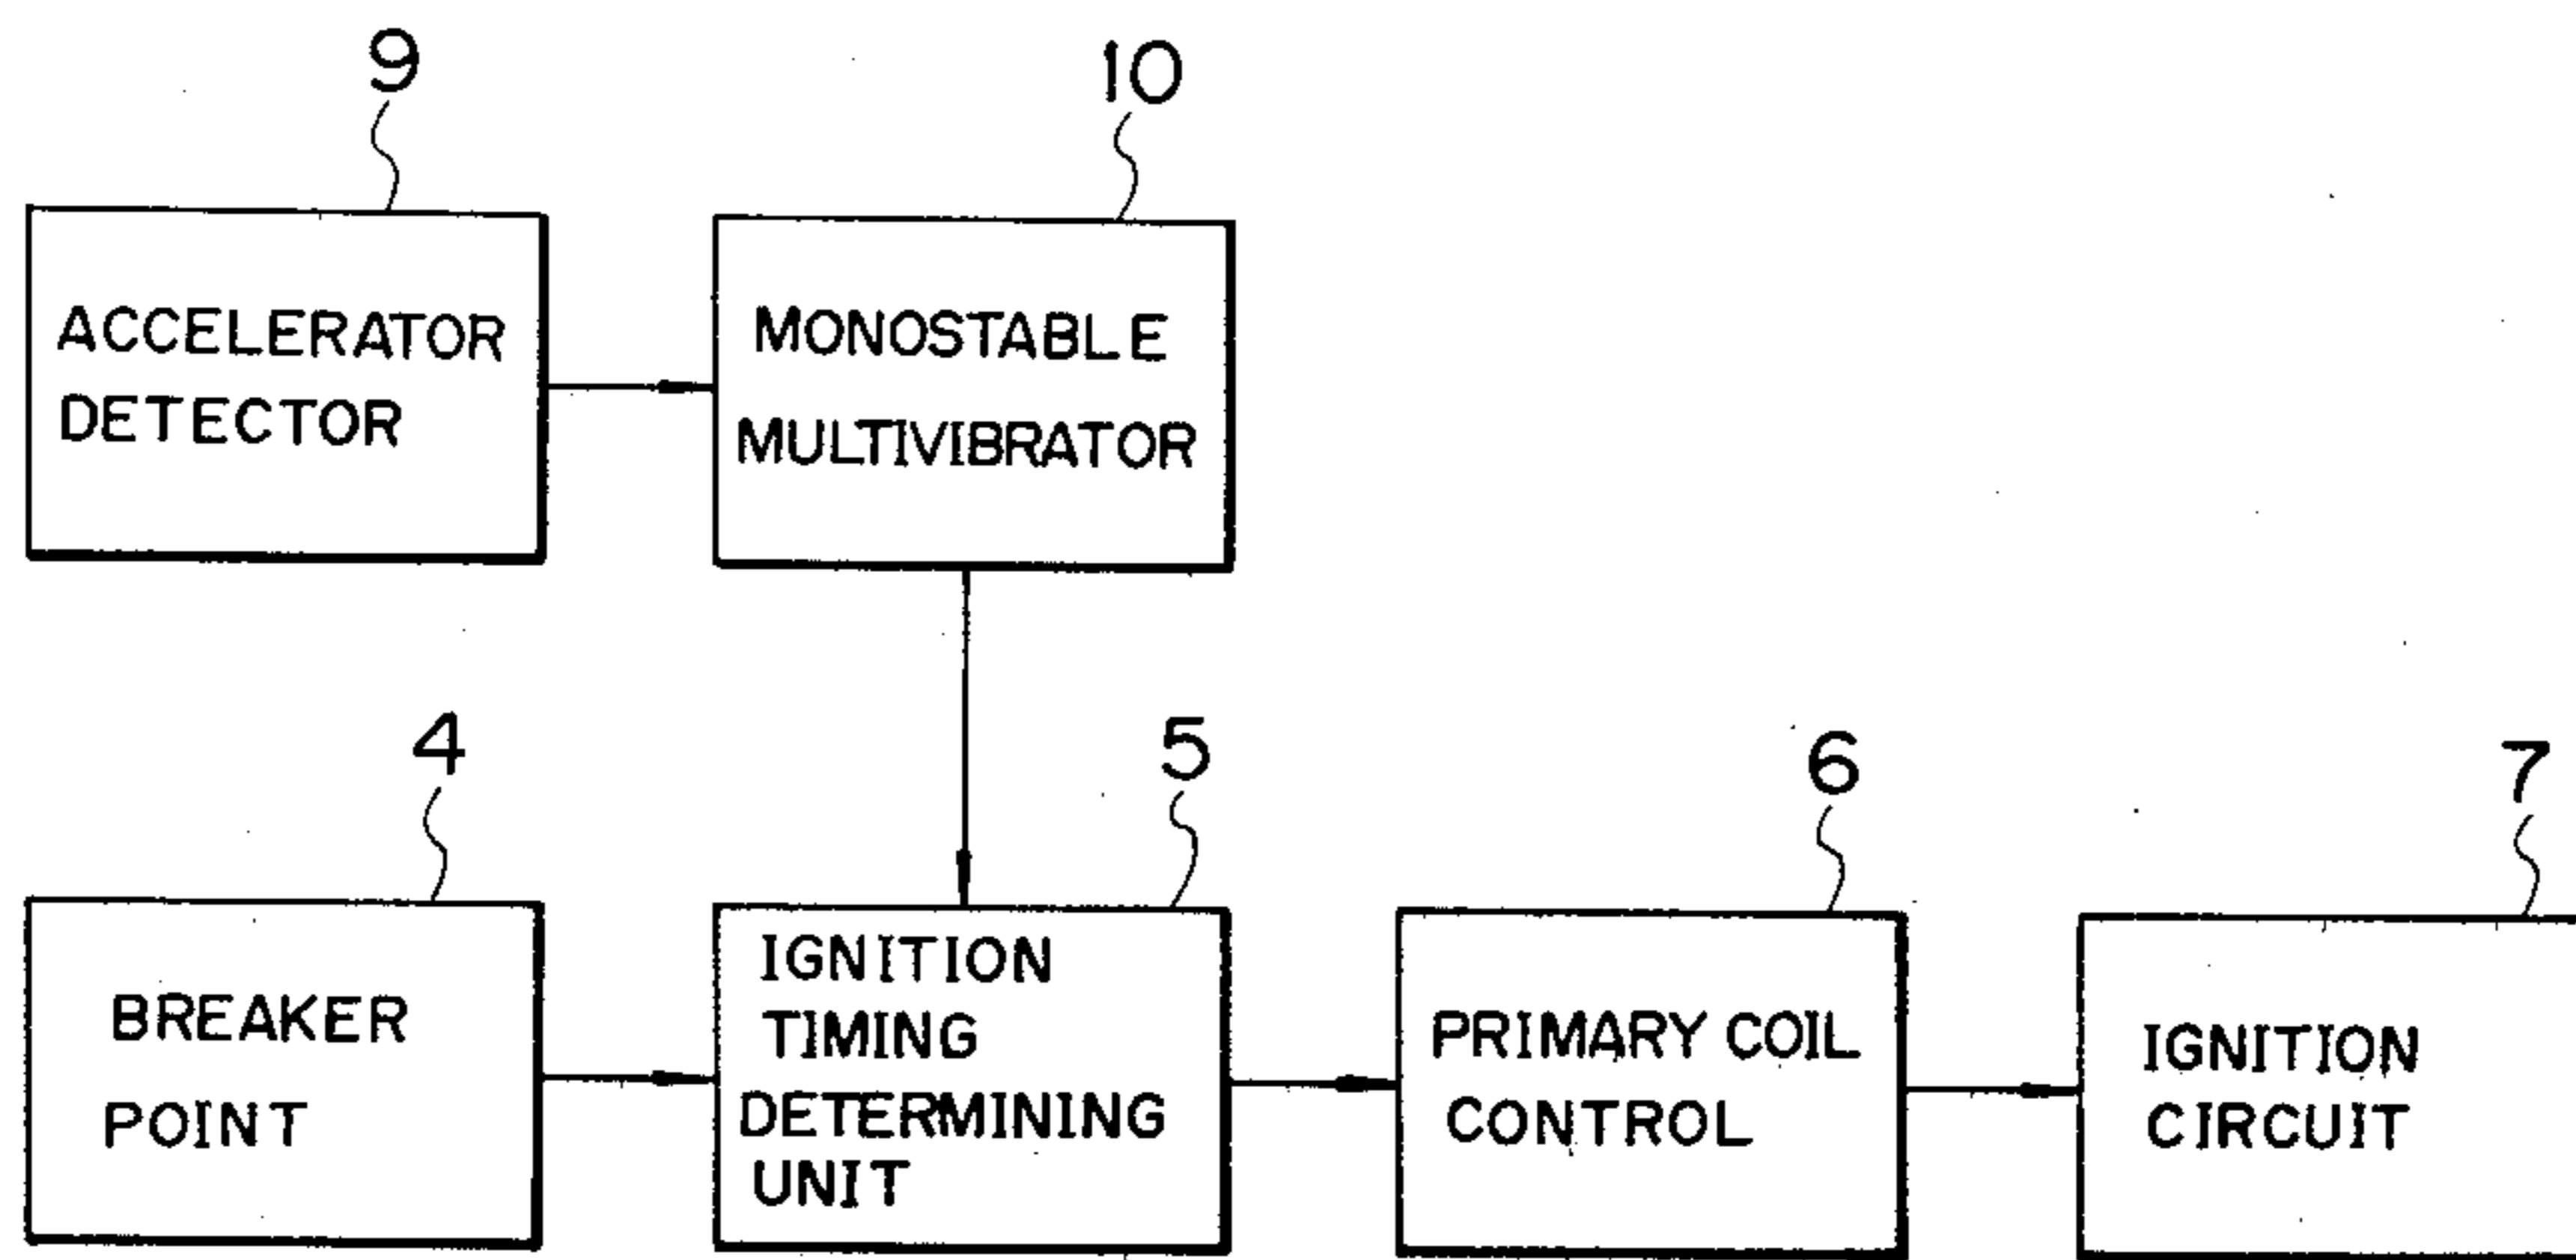 9
10
ACCELERATOR
DETECTOR
MONOSTABLE
MULTIVIBRATOR
4
5
6
7
BREAKER
POINT
IGNITION
TIMING
DETERMINING
UNIT
PRIMARY COIL
CONTROL
IGNITION
CIRCUIT